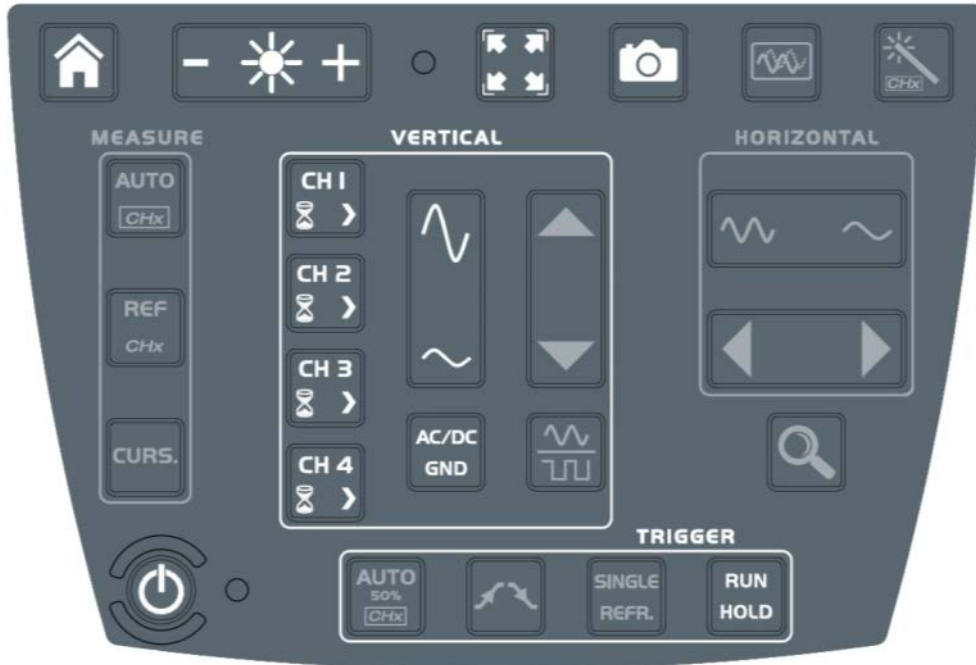 CHx
MEASURE
VERTICAL
HORIZONTAL
AUTO
CHx
CH 1
CH 2
REF
CHx
CH 3
AC/DC
GND
CURS.
CH 4
TRIGGER
AUTO
50%
CHx
SINGLE
REFR.
RUN
HOLD